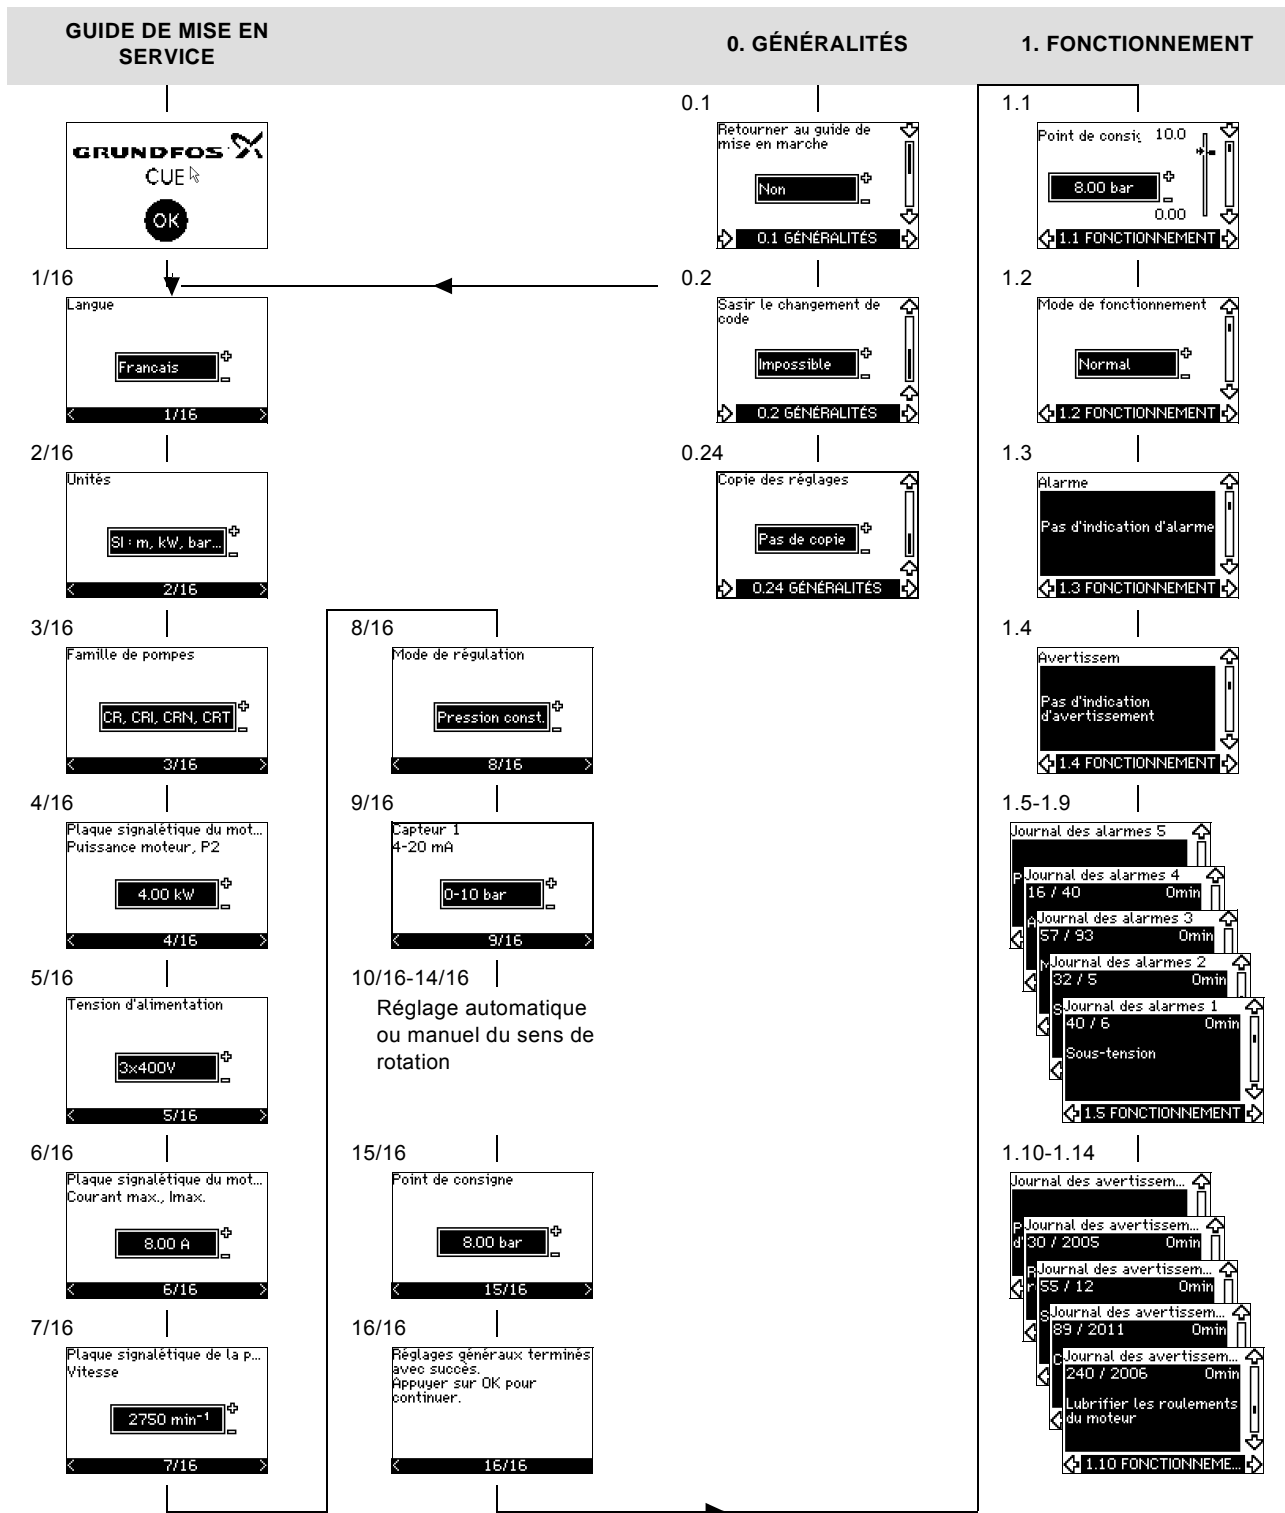 GUIDE DE MISE EN
SERVICE
0. GÉNÉRALITÉS
1. FONCTIONNEMENT
GRUNDFOS
CUE
OK
1/16
Langue
Francais
1/16
2/16
Unités
SI : m, kW, bar...
2/16
3/16
Famille de pompes
CR, CRI, CRN, CRT
3/16
4/16
Plaque signalétique du mot...
Puissance moteur, P2
4.00 kW
4/16
5/16
Tension d'alimentation
3x400V
5/16
6/16
Plaque signalétique du mot...
Courant max., Imax.
8.00 A
6/16
7/16
Plaque signalétique de la p...
Vitesse
2750 min-1
7/16
8/16
Mode de régulation
Pression const.
8/16
9/16
Capteur 1
4-20 mA
0-10 bar
9/16
10/16-14/16
Réglage automatique
ou manuel du sens de
rotation
15/16
Point de consigne
8.00 bar
15/16
16/16
Réglages généraux terminés
avec succès.
Appuyer sur OK pour
continuer.
16/16
0.1
Retourner au guide de
mise en marche
Non
0.1 GÉNÉRALITÉS
0.2
Sasir le changement de
code
Impossible
0.2 GÉNÉRALITÉS
0.24
Copie des réglages
Pas de copie
0.24 GÉNÉRALITÉS
1.1
Point de consig 10.0
8.00 bar
0.00
1.1 FONCTIONNEMENT
1.2
Mode de fonctionnement
Normal
1.2 FONCTIONNEMENT
1.3
Alarme
Pas d'indication d'alarme
1.3 FONCTIONNEMENT
1.4
Avertissem
Pas d'indication
d'avertissement
1.4 FONCTIONNEMENT
1.5-1.9
Journal des alarmes 5
P
Journal des alarmes 4
16 / 40 0min
A
Journal des alarmes 3
57 / 93 0min
M
Journal des alarmes 2
32 / 5 0min
S
Journal des alarmes 1
40 / 6 0min
Sous-tension
1.5 FONCTIONNEMENT
1.10-1.14
Journal des avertissem...
P
d'
Journal des avertissem...
30 / 2005 0min
R
r
Journal des avertissem...
55 / 12 0min
S
Journal des avertissem...
89 / 2011 0min
C
Journal des avertissem...
240 / 2006 0min
Lubrifier les roulements
du moteur
1.10 FONCTIONNEME...